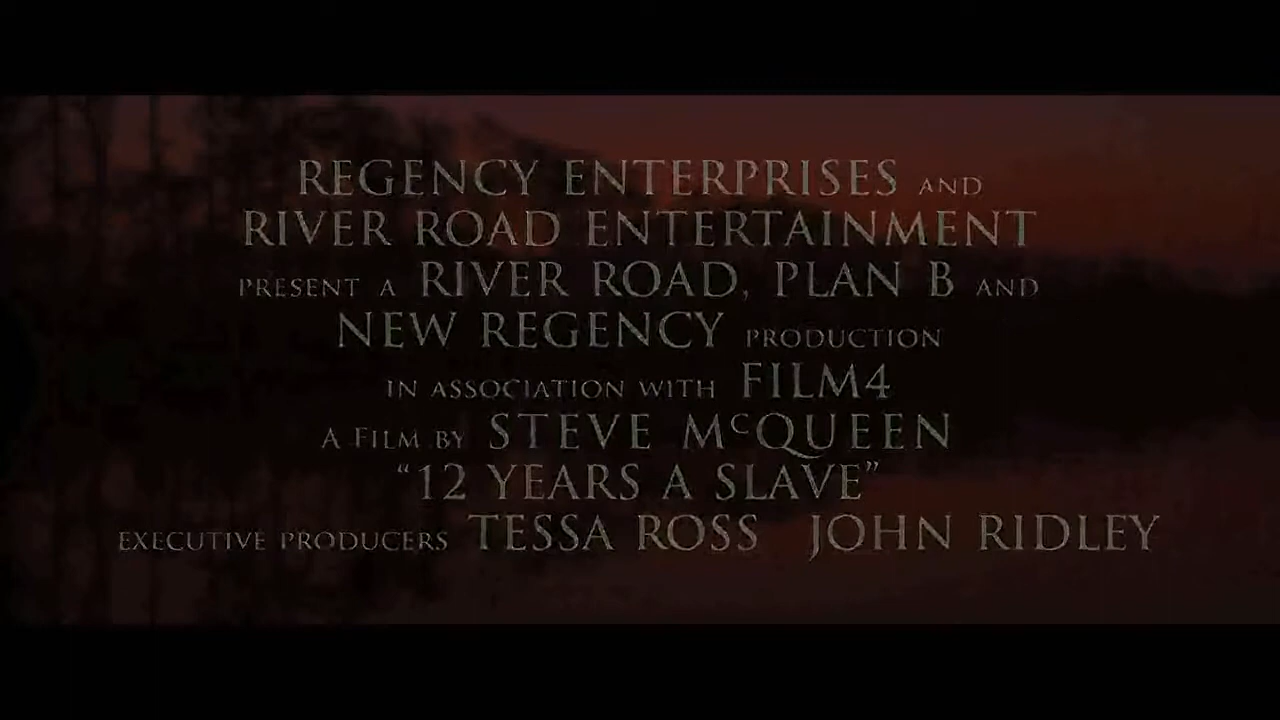 REGENCY ENTERPRISES AND
RIVER ROAD ENTERTAINMENT
PRESENT A RIVER ROAD, PLAN B AND
NEW REGENCY PRODUCTION
IN ASSOCIATION WITH FILM4
A FILM BY STEVE McQUEEN
“12 YEARS A SLAVE”
EXECUTIVE PRODUCERS TESSA ROSS JOHN RIDLEY